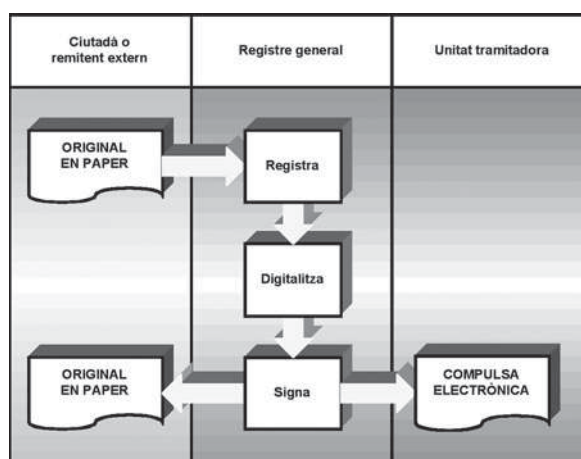 Ciutadà o
remitent extern
Registre general
Unitat tramitadora
ORIGINAL
EN PAPER
Registra
Digitalitza
ORIGINAL
EN PAPER
Signa
COMPULSA
ELECTRÒNICA